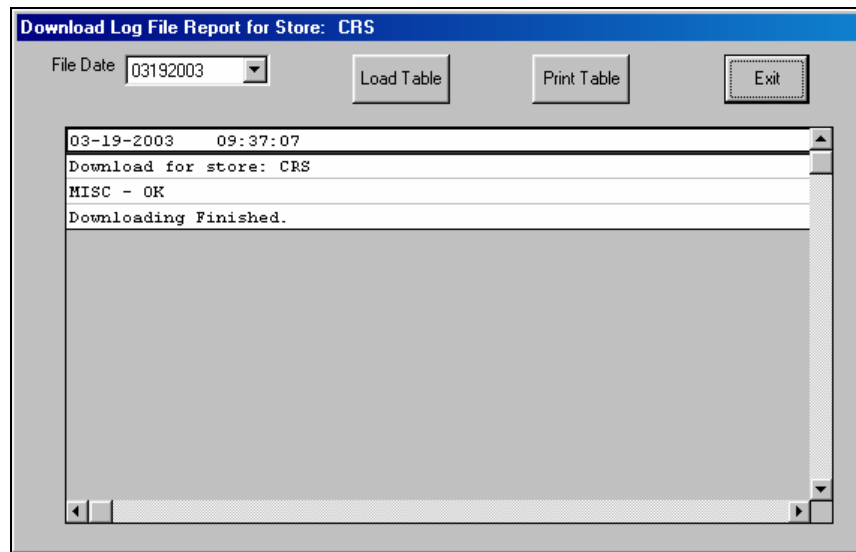 Download Log File Report for Store: CRS
File Date 03192003 Load Table Print Table Exit
03-19-2003 09:37:07
Download for store: CRS
MISC - OK
Downloading Finished.